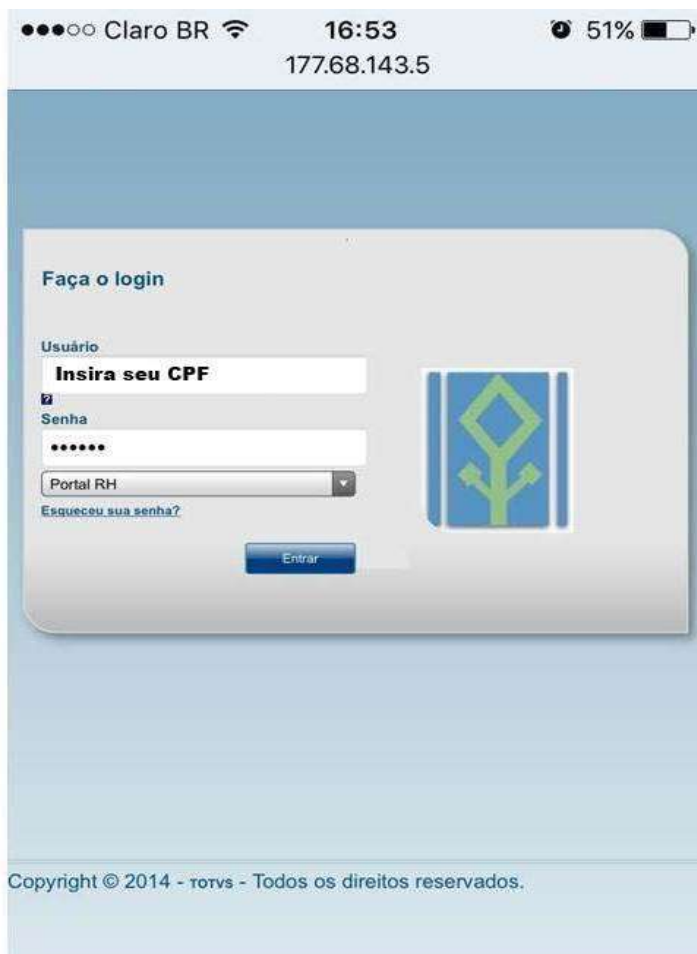 ●●●○○ Claro BR 16:53 51%
177.68.143.5
Faça o login
Usuário
Insira seu CPF
?
Senha
••••••
Portal RH
Esqueceu sua senha?
Entrar
Copyright © 2014 - TOTVS - Todos os direitos reservados.